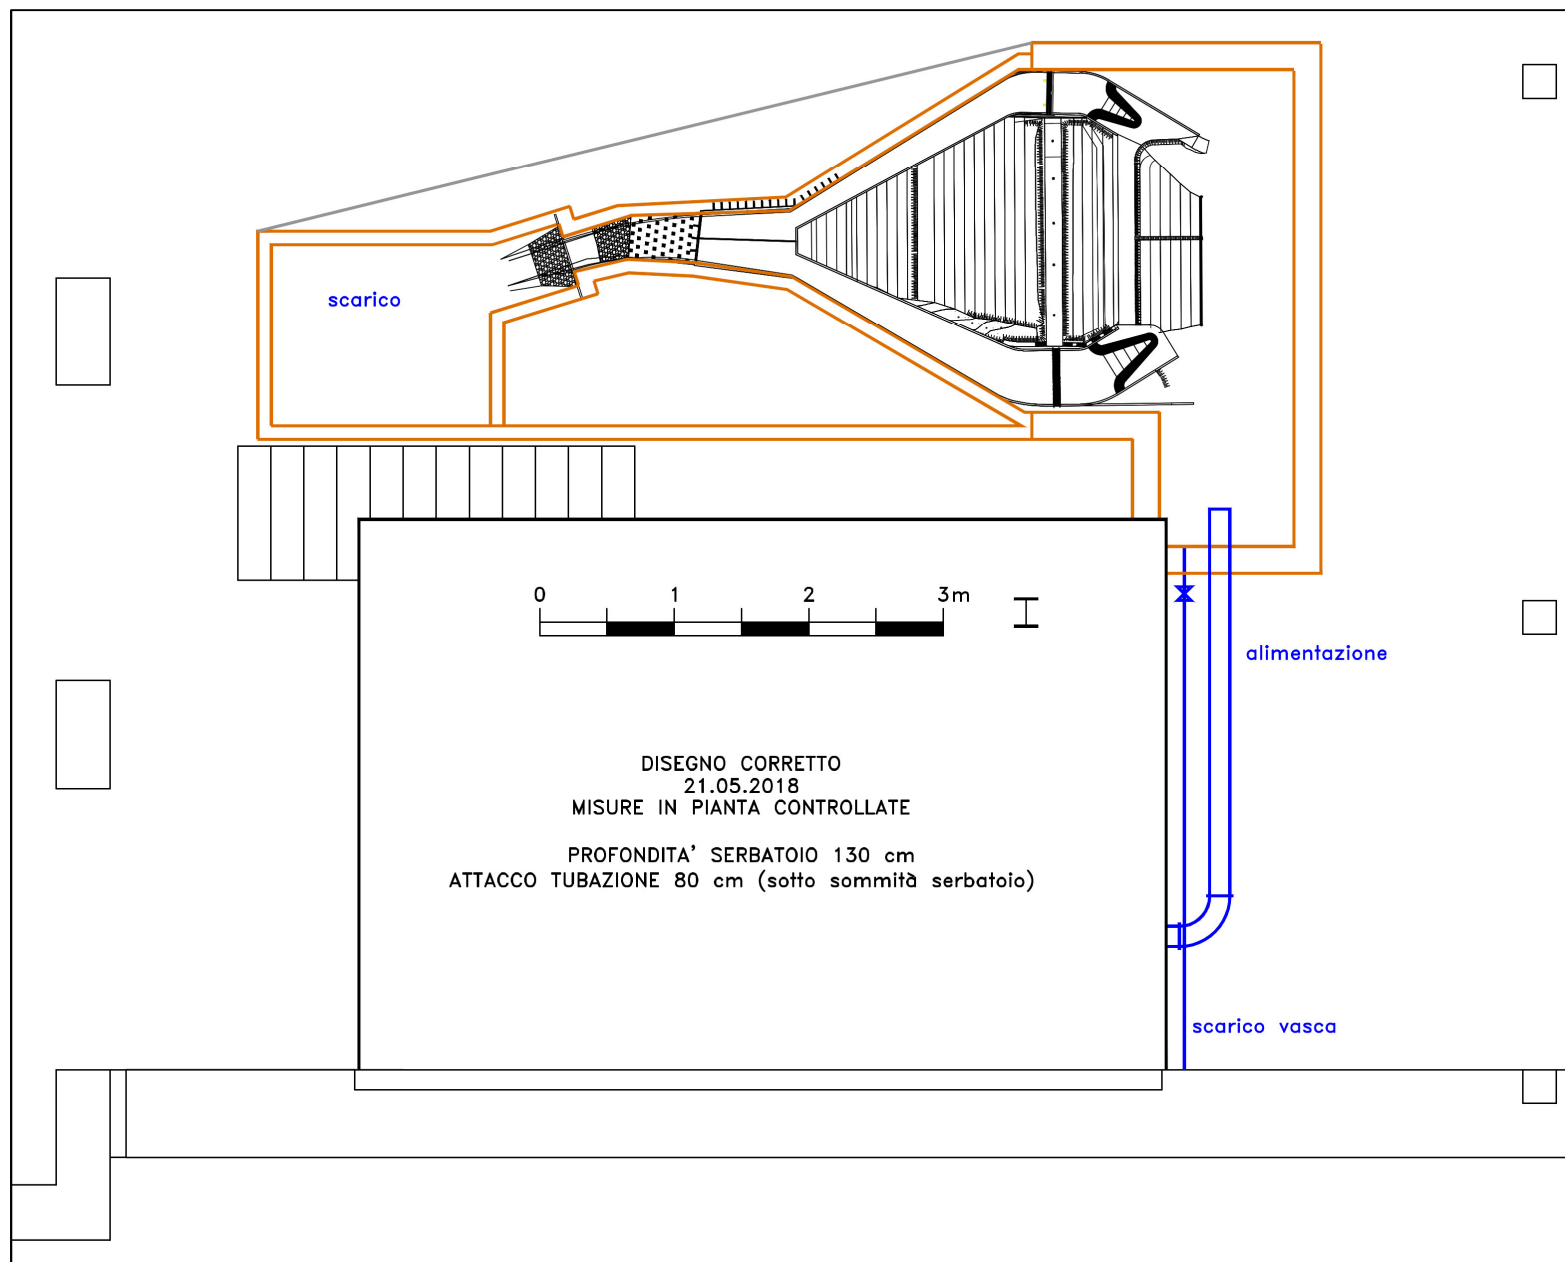 scarico
0 1 2 3m
alimentazione
DISEGNO CORRETTO
21.05.2018
MISURE IN PIANTA CONTROLLATE
PROFONDITA' SERBATOIO 130 cm
ATTACCO TUBAZIONE 80 cm (sotto sommità serbatoio)
scarico vasca